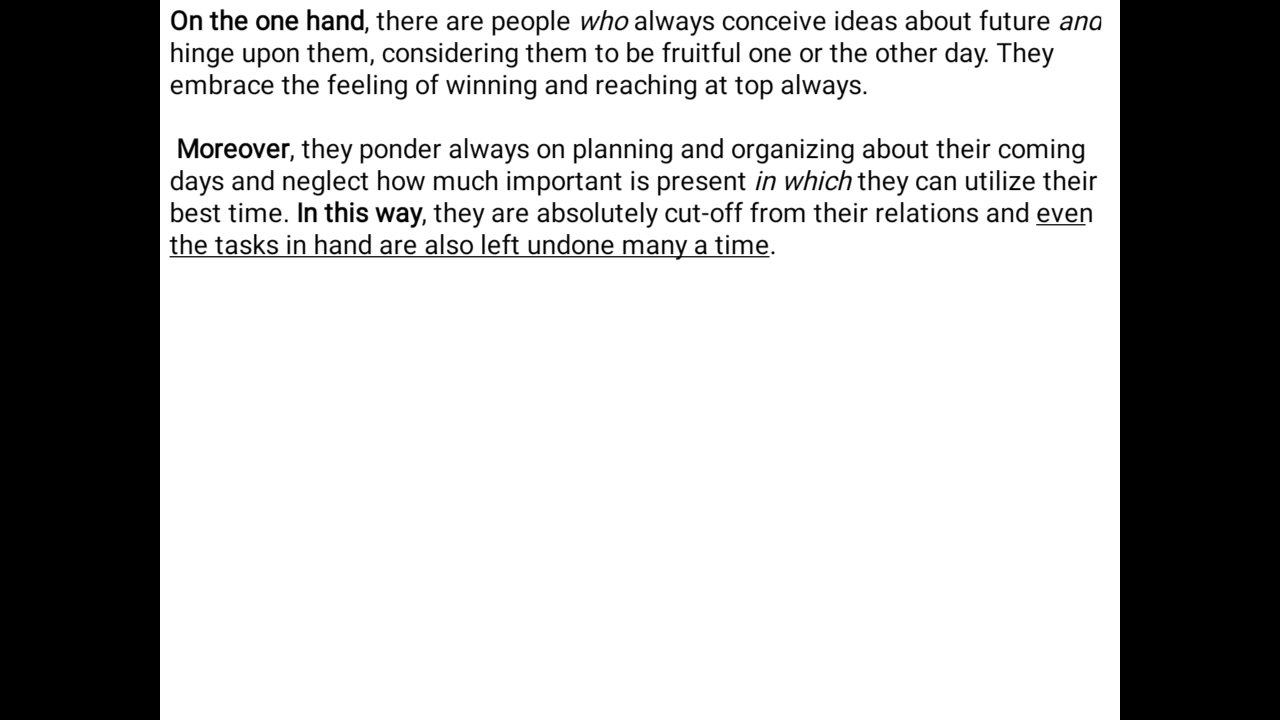 On the one hand, there are people who always conceive ideas about future and
hinge upon them, considering them to be fruitful one or the other day. They
embrace the feeling of winning and reaching at top always.
Moreover, they ponder always on planning and organizing about their coming
days and neglect how much important is present in which they can utilize their
best time. In this way, they are absolutely cut-off from their relations and even
the tasks in hand are also left undone many a time.